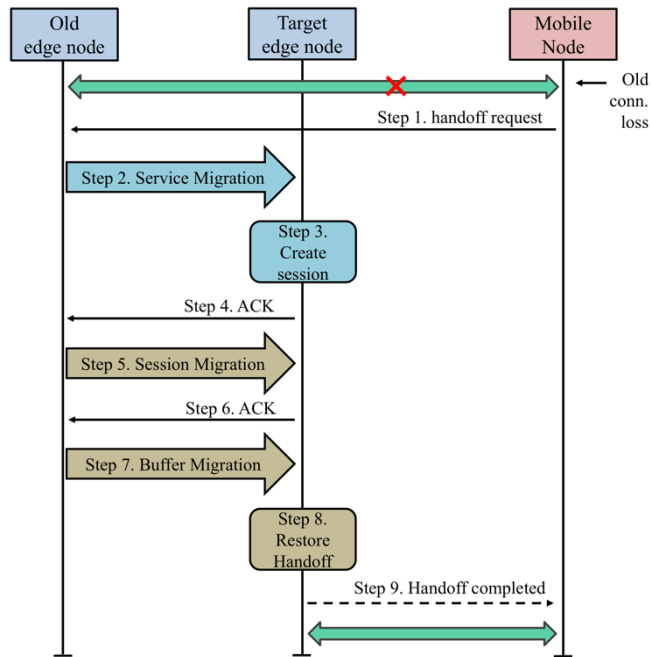 Old
edge node
Target
edge node
Mobile
Node
Old
conn.
loss
Step 1. handoff request
Step 2. Service Migration
Step 3.
Create
session
Step 4. ACK
Step 5. Session Migration
Step 6. ACK
Step 7. Buffer Migration
Step 8.
Restore
Handoff
Step 9. Handoff completed